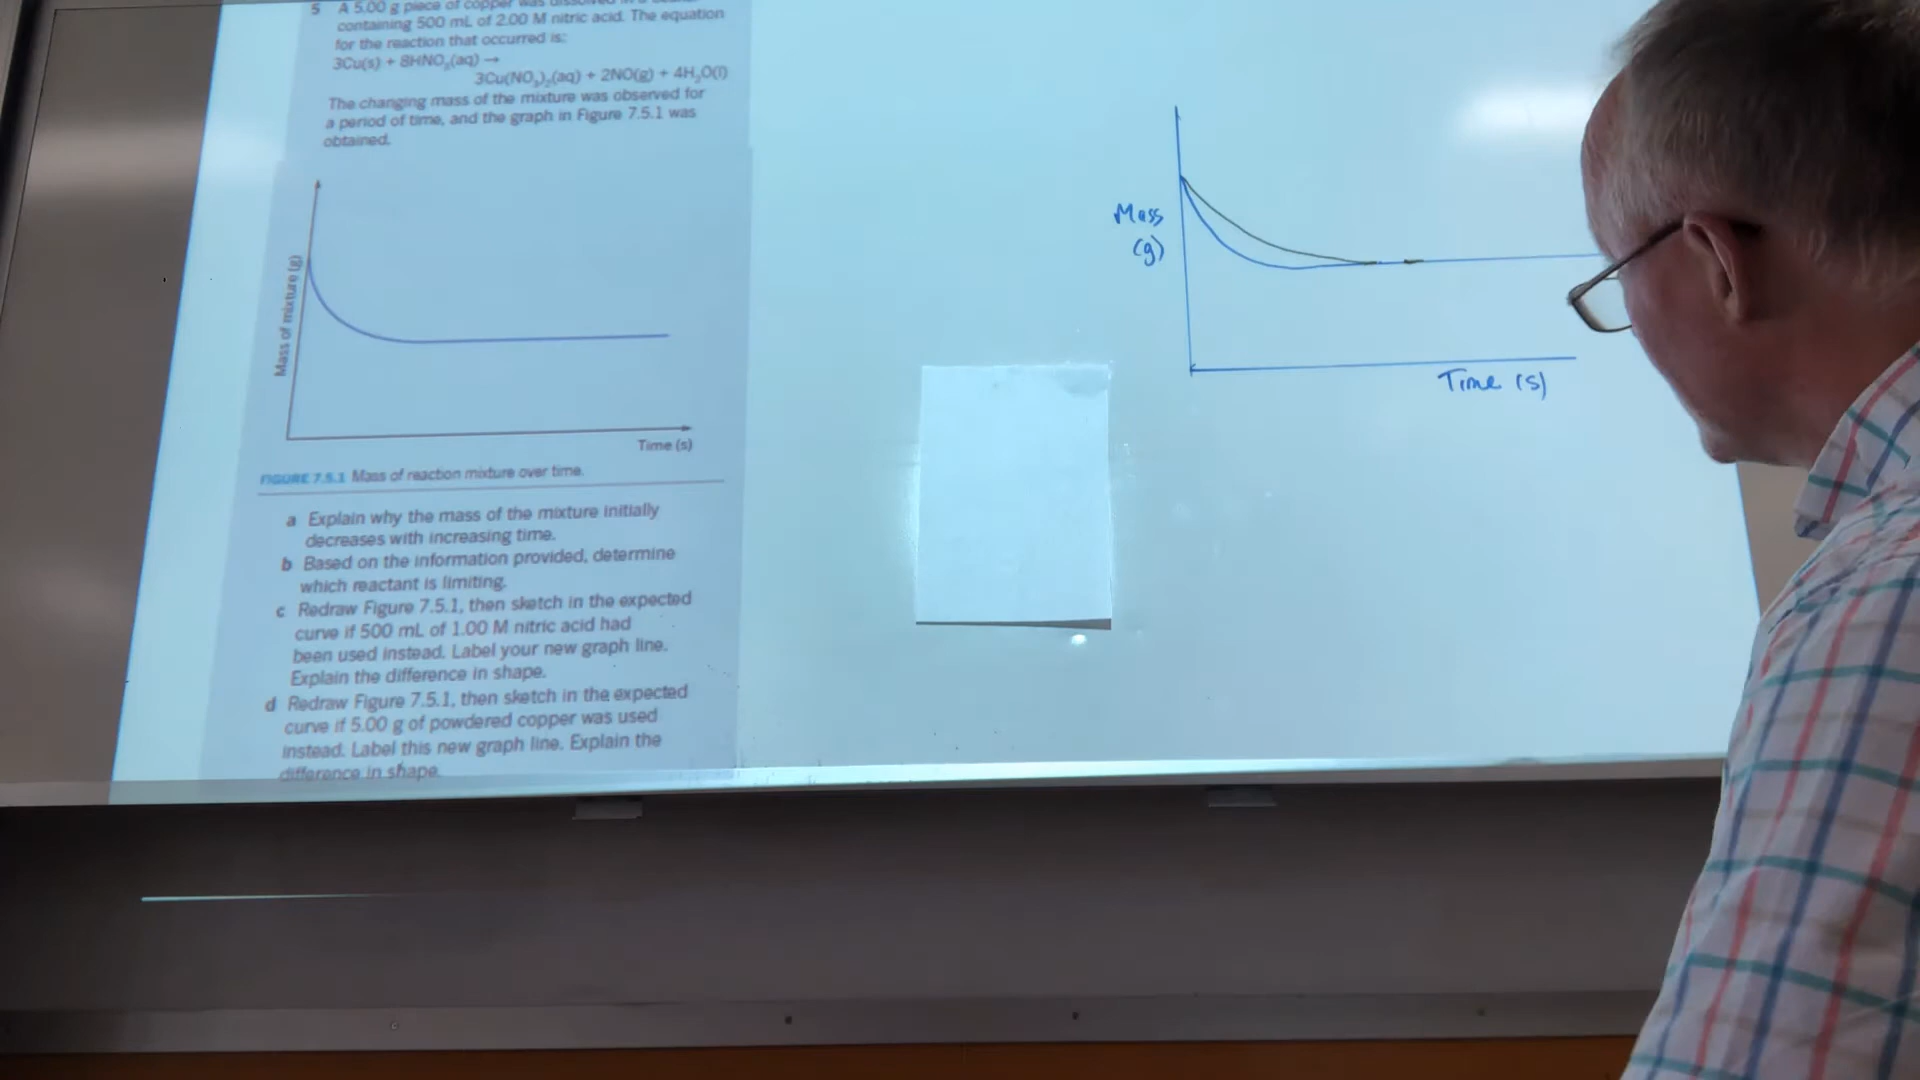 5 A 5.00 g piece of copper was dissolved in a
containing 500 mL of 2.00 M nitric acid. The equation
for the reaction that occurred is:
3Cu(s) + 8HNO₃(aq) →
3Cu(NO₃)₂(aq) + 2NO(g) + 4H₂O(l)
The changing mass of the mixture was observed for
a period of time, and the graph in Figure 7.5.1 was
obtained.
Mass of mixture (g)
Time (s)
FIGURE 7.5.1 Mass of reaction mixture over time.
a Explain why the mass of the mixture initially
decreases with increasing time.
b Based on the information provided, determine
which reactant is limiting.
c Redraw Figure 7.5.1, then sketch in the expected
curve if 500 mL of 1.00 M nitric acid had
been used instead. Label your new graph line.
Explain the difference in shape.
d Redraw Figure 7.5.1, then sketch in the expected
curve if 5.00 g of powdered copper was used
instead. Label this new graph line. Explain the
difference in shape.
Mass
(g)
Time (s)